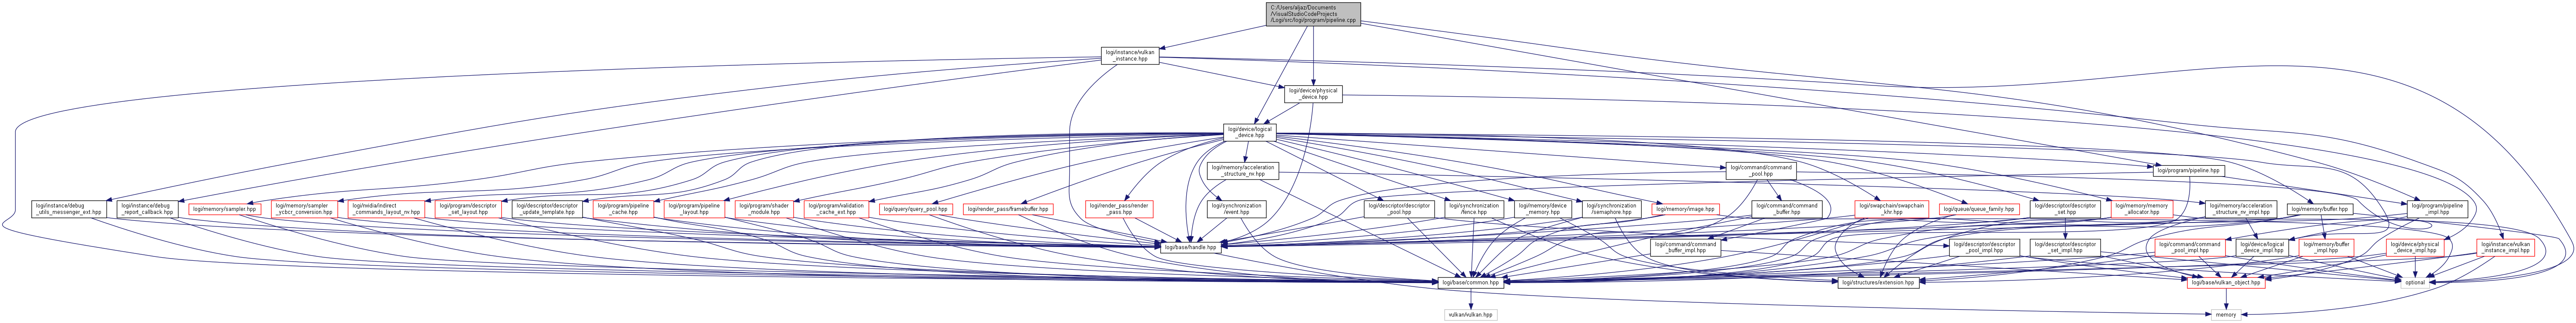 C:/Users/aljaz/Documents
/VisualStudioCodeProjects
/Logi/src/logi/program/pipeline.cpp
logi/instance/vulkan
_instance.hpp
logi/device/physical
_device.hpp
logi/device/logical
_device.hpp
logi/memory/acceleration
_structure_nv.hpp
logi/command/command
_pool.hpp
logi/program/pipeline.hpp
logi/instance/debug
_utils_messenger_ext.hpp
logi/instance/debug
_report_callback.hpp
logi/memory/sampler.hpp
logi/memory/sampler
_ycbcr_conversion.hpp
logi/nvidia/indirect
_commands_layout_nv.hpp
logi/program/descriptor
_set_layout.hpp
logi/descriptor/descriptor
_update_template.hpp
logi/program/pipeline
_cache.hpp
logi/program/pipeline
_layout.hpp
logi/program/shader
_module.hpp
logi/program/validation
_cache_ext.hpp
logi/query/query_pool.hpp
logi/render_pass/framebuffer.hpp
logi/render_pass/render
_pass.hpp
logi/synchronization
/event.hpp
logi/descriptor/descriptor
_pool.hpp
logi/synchronization
/fence.hpp
logi/memory/device
_memory.hpp
logi/synchronization
/semaphore.hpp
logi/memory/image.hpp
logi/command/command
_buffer.hpp
logi/swapchain/swapchain
_khr.hpp
logi/queue/queue_family.hpp
logi/descriptor/descriptor
_set.hpp
logi/memory/memory
_allocator.hpp
logi/memory/acceleration
_structure_nv_impl.hpp
logi/memory/buffer.hpp
logi/program/pipeline
_impl.hpp
logi/base/handle.hpp
logi/command/command
_buffer_impl.hpp
logi/descriptor/descriptor
_pool_impl.hpp
logi/descriptor/descriptor
_set_impl.hpp
logi/command/command
_pool_impl.hpp
logi/device/logical
_device_impl.hpp
logi/memory/buffer
_impl.hpp
logi/device/physical
_device_impl.hpp
logi/instance/vulkan
_instance_impl.hpp
logi/base/common.hpp
logi/structures/extension.hpp
logi/base/vulkan_object.hpp
optional
vulkan/vulkan.hpp
memory